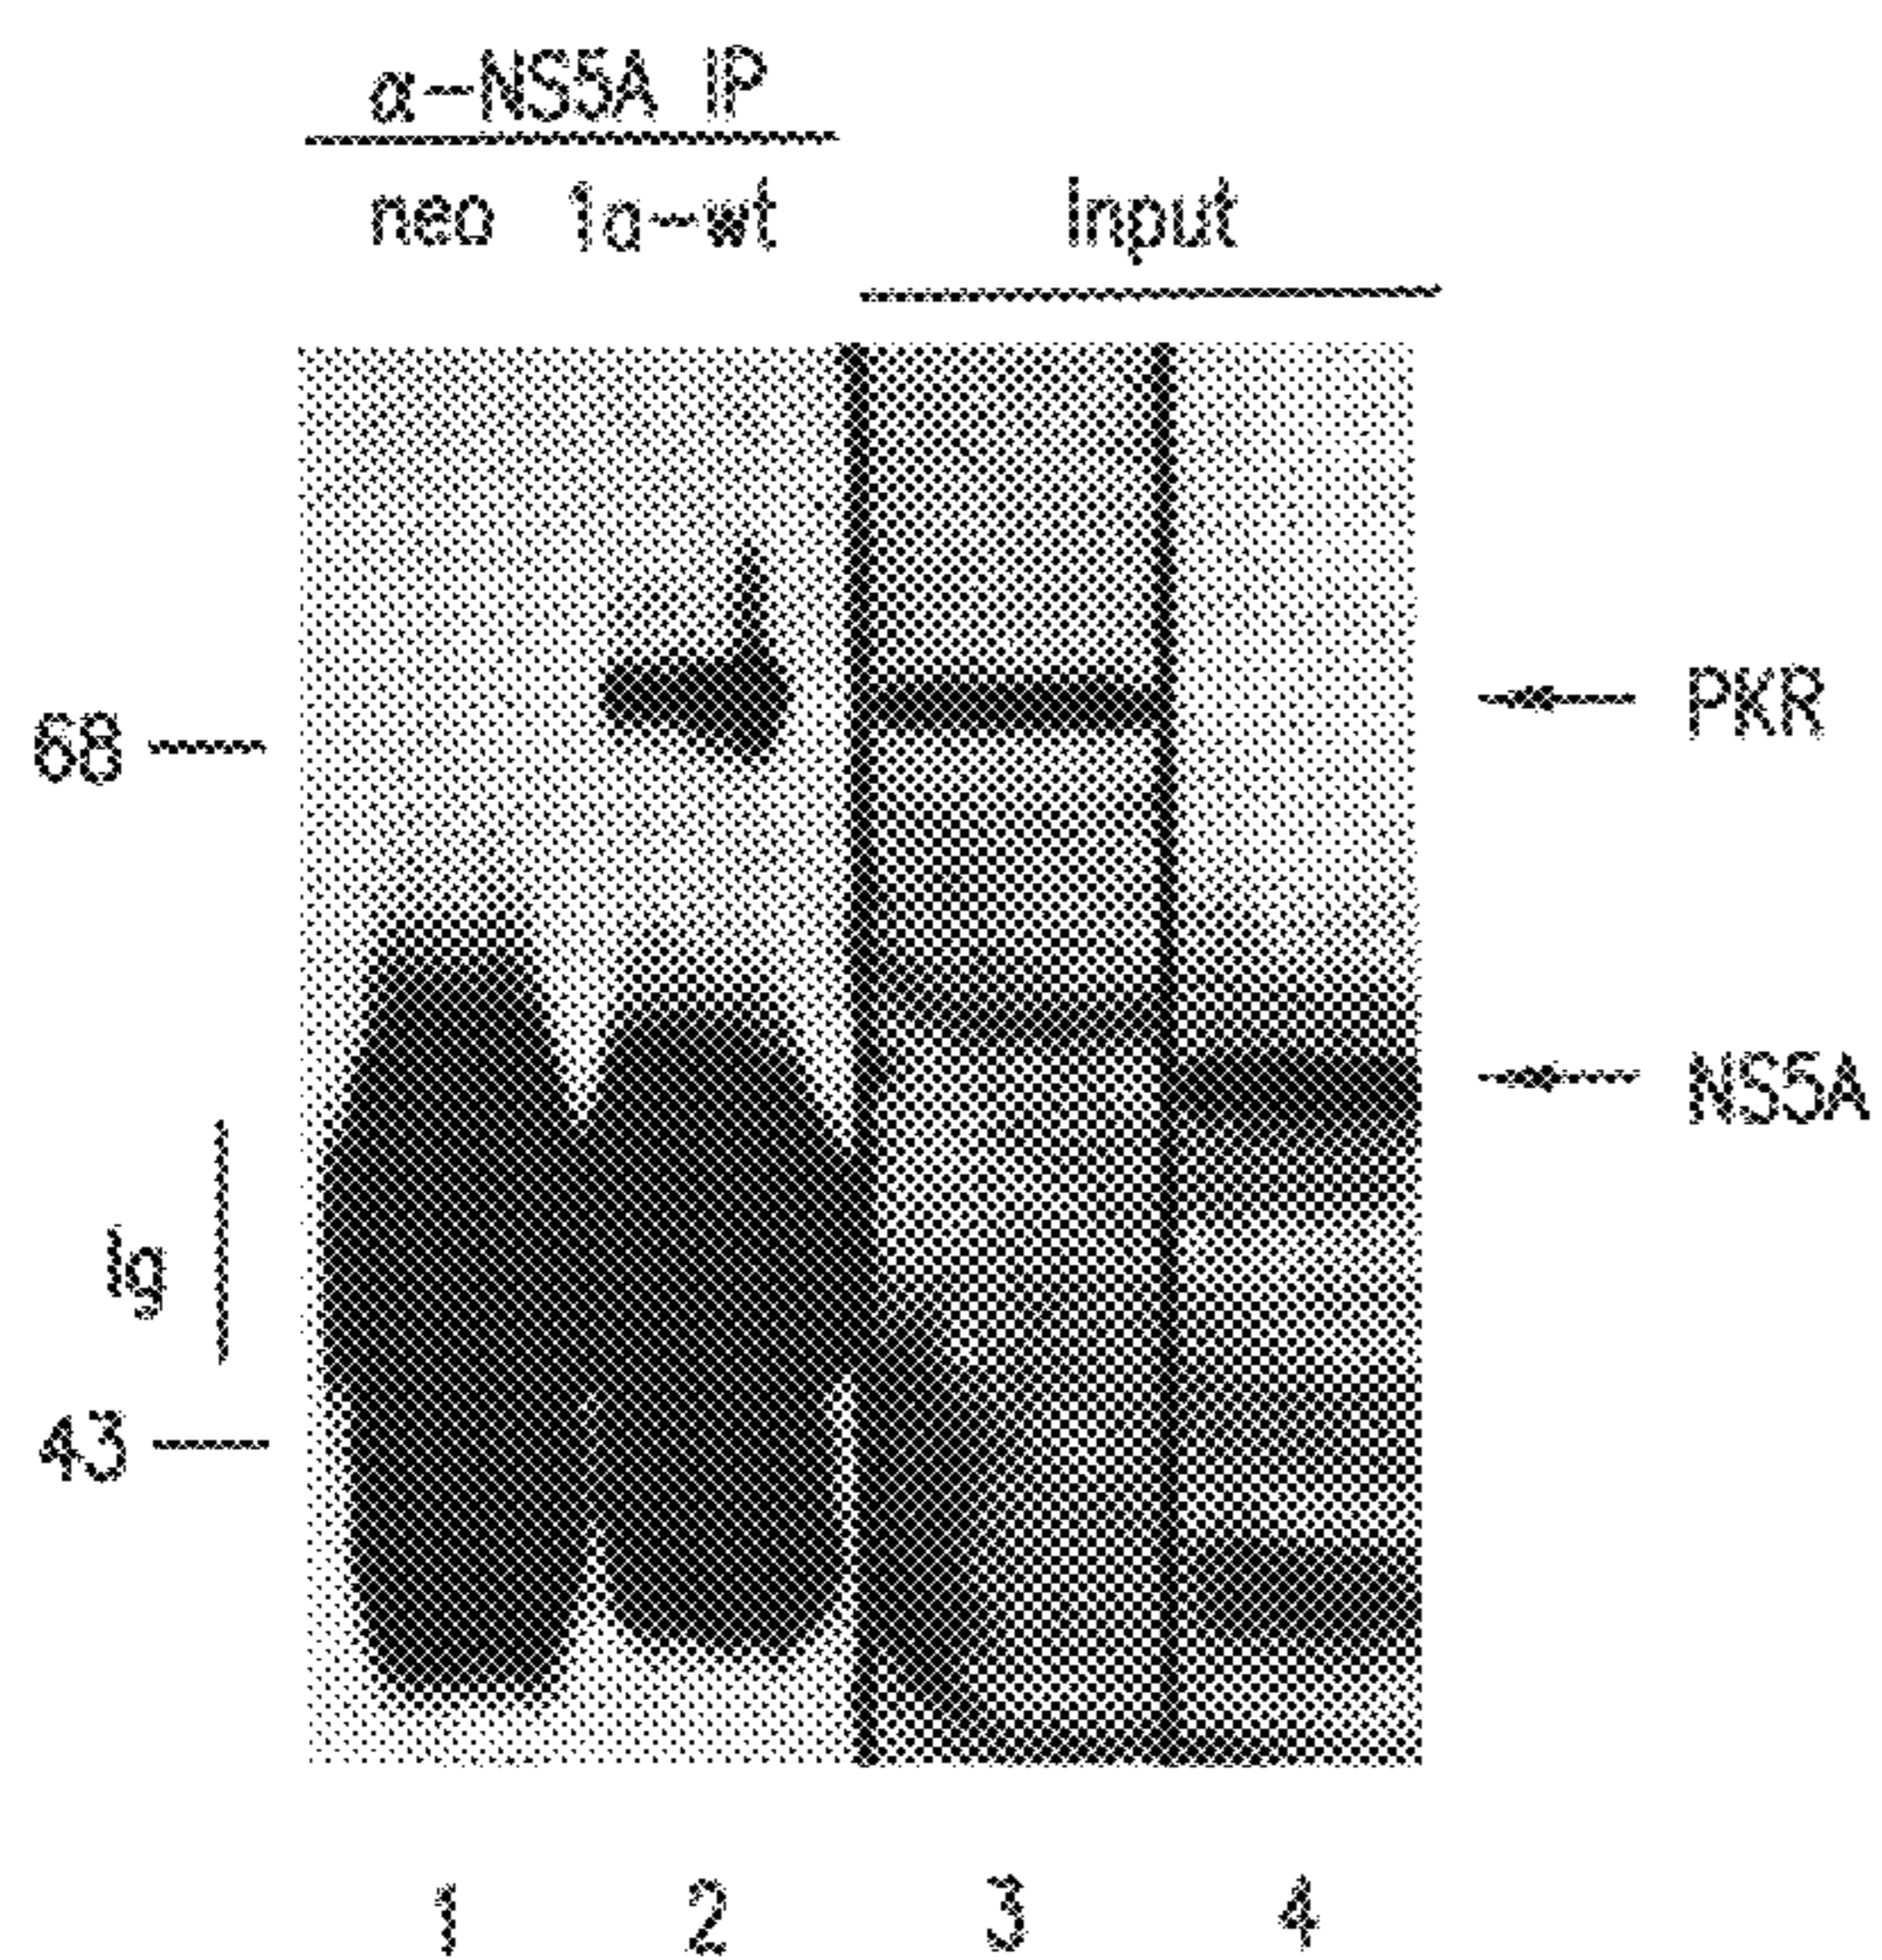 α-NS5A IP
neo 1a-wt Input
PKR
68
NS5A
Ig
43
1 2 3 4